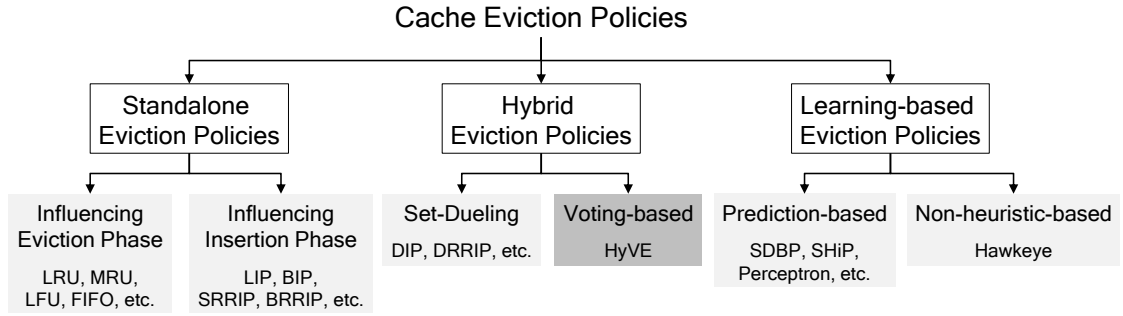 Cache Eviction Policies
Standalone
Eviction Policies
Hybrid
Eviction Policies
Learning-based
Eviction Policies
Influencing
Eviction Phase
LRU, MRU,
LFU, FIFO, etc.
Influencing
Insertion Phase
LIP, BIP,
SRRIP, BRRIP, etc.
Set-Dueling
DIP, DRRIP, etc.
Voting-based
HyVE
Prediction-based
SDBP, SHiP,
Perceptron, etc.
Non-heuristic-based
Hawkeye